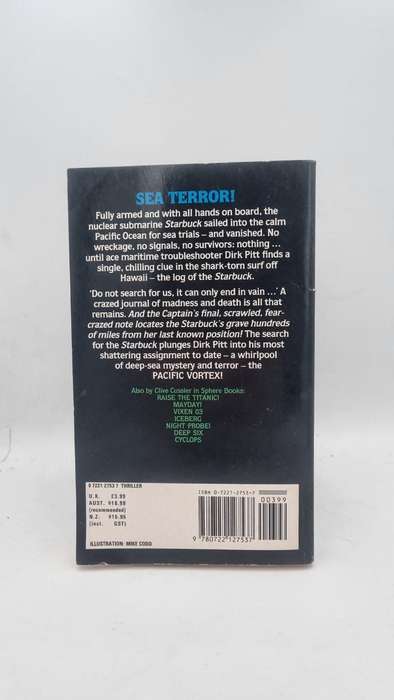 SEA TERROR!
Fully armed and with all hands on board, the
nuclear submarine Starbuck sailed into the calm
Pacific Ocean for sea trials – and vanished. No
wreckage, no signals, no survivors: nothing ...
until ace maritime troubleshooter Dirk Pitt finds a
single, chilling clue in the shark-torn surf off
Hawaii – the log of the Starbuck.
'Do not search for us, it can only end in vain ...' A
crazed journal of madness and death is all that
remains. And the Captain's final, scrawled, fear-
crazed note locates the Starbuck's grave hundreds
of miles from her last known position! The search
for the Starbuck plunges Dirk Pitt into his most
shattering assignment to date – a whirlpool
of deep-sea mystery and terror – the
PACIFIC VORTEX!
Also by Clive Cussler in Sphere Books:
RAISE THE TITANIC!
MAYDAY!
VIXEN 03
ICEBERG
NIGHT PROBE!
DEEP SIX
CYCLOPS
0 7221 2753 7 THRILLER
U.K. £3.99
AUST. $10.99
(recommended)
N.Z. $15.95
(incl. GST)
ILLUSTRATION: MIKE CODD
ISBN 0-7221-2753-7
00399
9 780722 127537